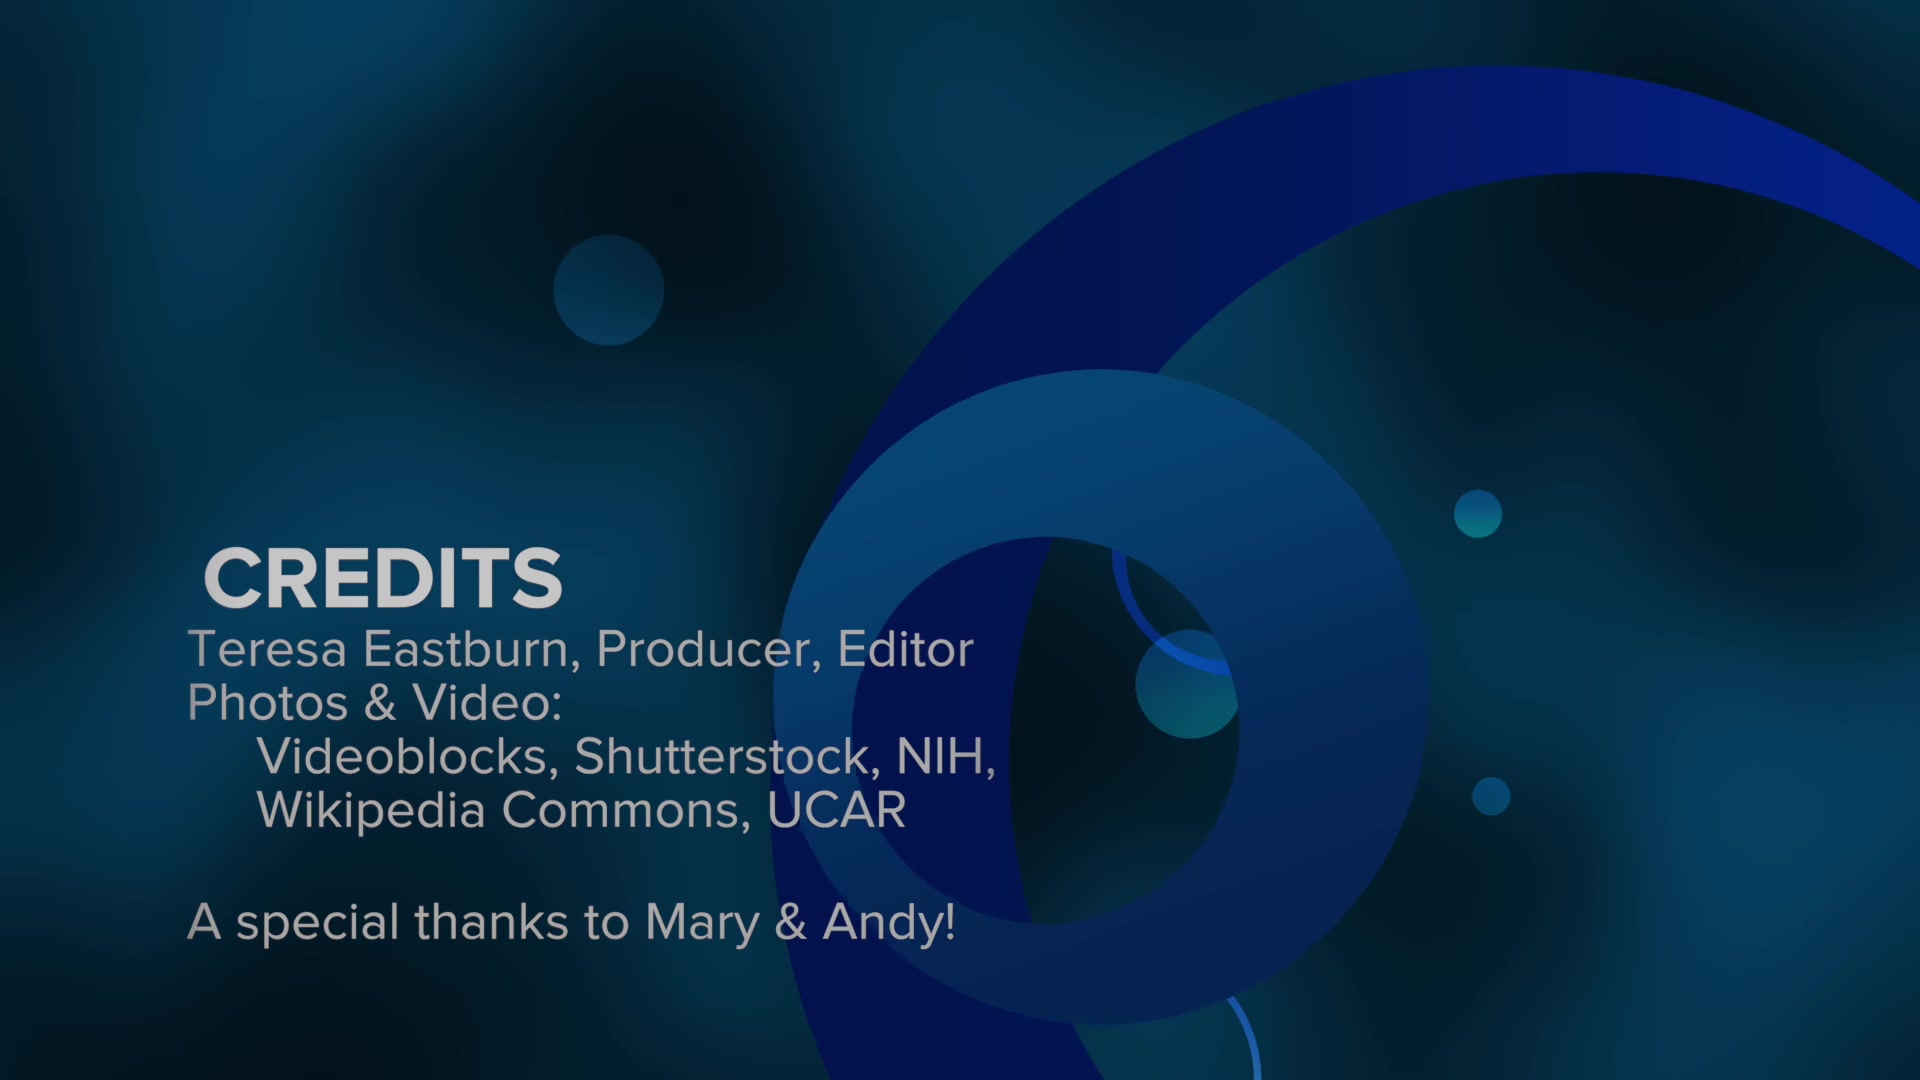 CREDITS
Teresa Eastburn, Producer, Editor
Photos & Video:
Videoblocks, Shutterstock, NIH,
Wikipedia Commons, UCAR
A special thanks to Mary & Andy!